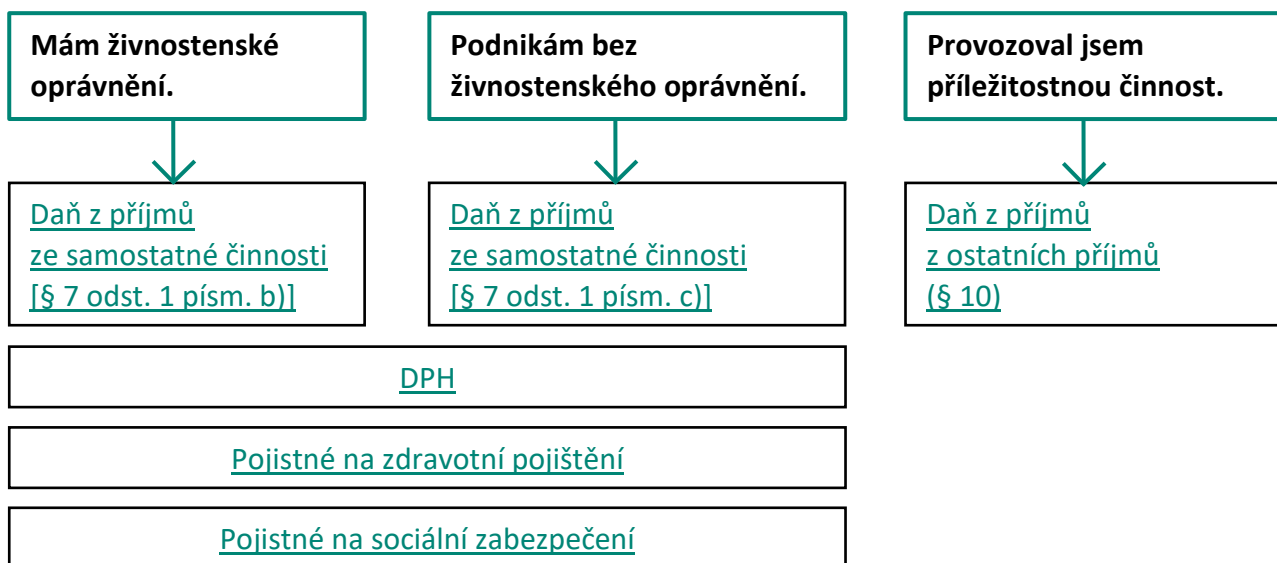 Mám živnostenské
oprávnění.
Podnikám bez
živnostenského oprávnění.
Provozoval jsem
příležitostnou činnost.
Daň z příjmů
ze samostatné činnosti
[§ 7 odst. 1 písm. b)]
Daň z příjmů
ze samostatné činnosti
[§ 7 odst. 1 písm. c)]
Daň z příjmů
z ostatních příjmů
(§ 10)
DPH
Pojistné na zdravotní pojištění
Pojistné na sociální zabezpečení